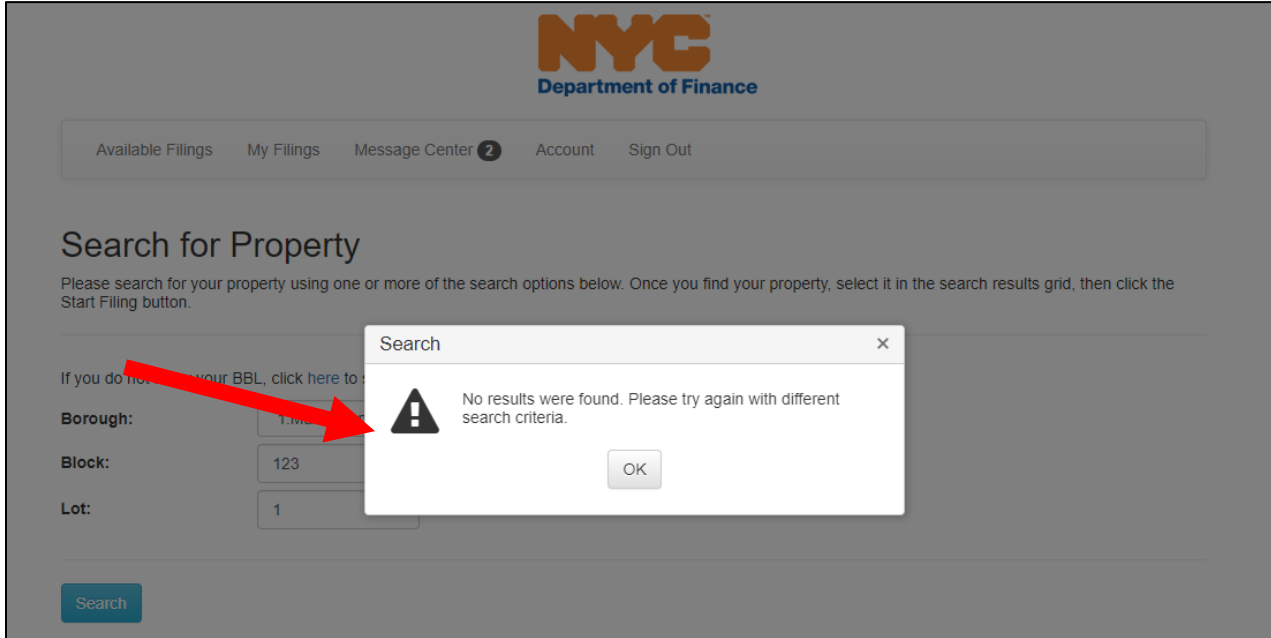 NYC
Department of Finance
Available Filings My Filings Message Center 2 Account Sign Out
Search for Property
Please search for your property using one or more of the search options below. Once you find your property, select it in the search results grid, then click the
Start Filing button.
Search ×
If you do not your BBL, click here to
No results were found. Please try again with different
search criteria.
OK
Borough:
Block: 123
Lot: 1
Search